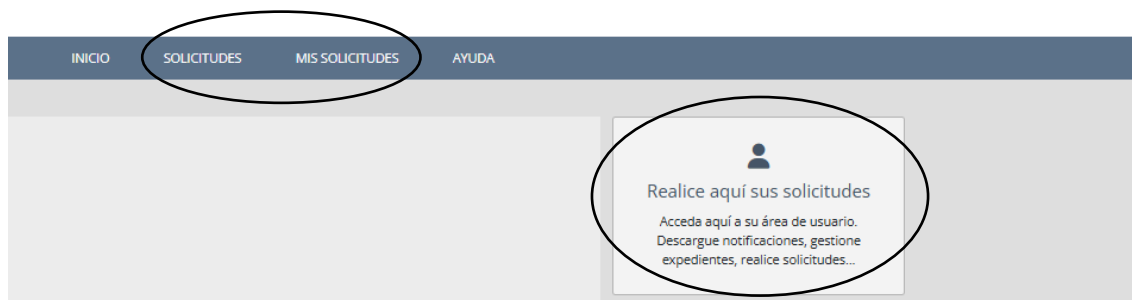 INICIO SOLICITUDES MIS SOLICITUDES AYUDA
Realice aquí sus solicitudes
Acceda aquí a su área de usuario.
Descargue notificaciones, gestione
expedientes, realice solicitudes...